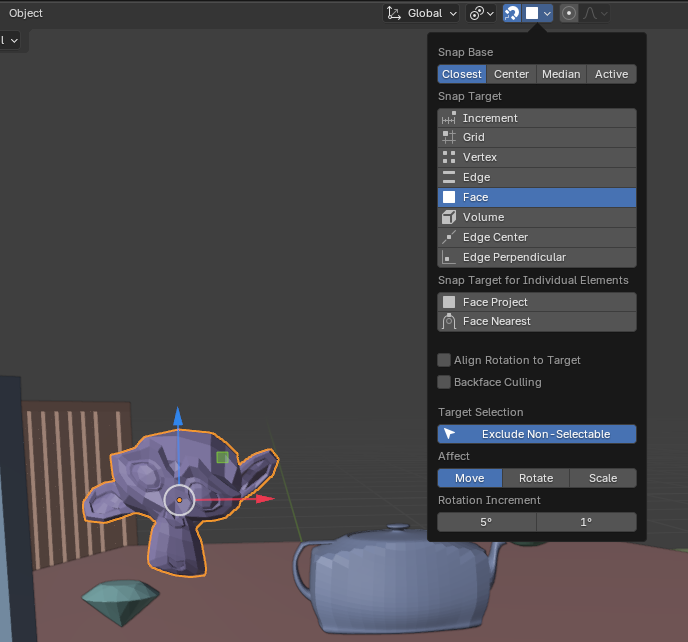 Object
Global
l
Snap Base
Closest Center Median Active
Snap Target
Increment
Grid
Vertex
Edge
Face
Volume
Edge Center
Edge Perpendicular
Snap Target for Individual Elements
Face Project
Face Nearest
Align Rotation to Target
Backface Culling
Target Selection
Exclude Non-Selectable
Affect
Move Rotate Scale
Rotation Increment
5° 1°